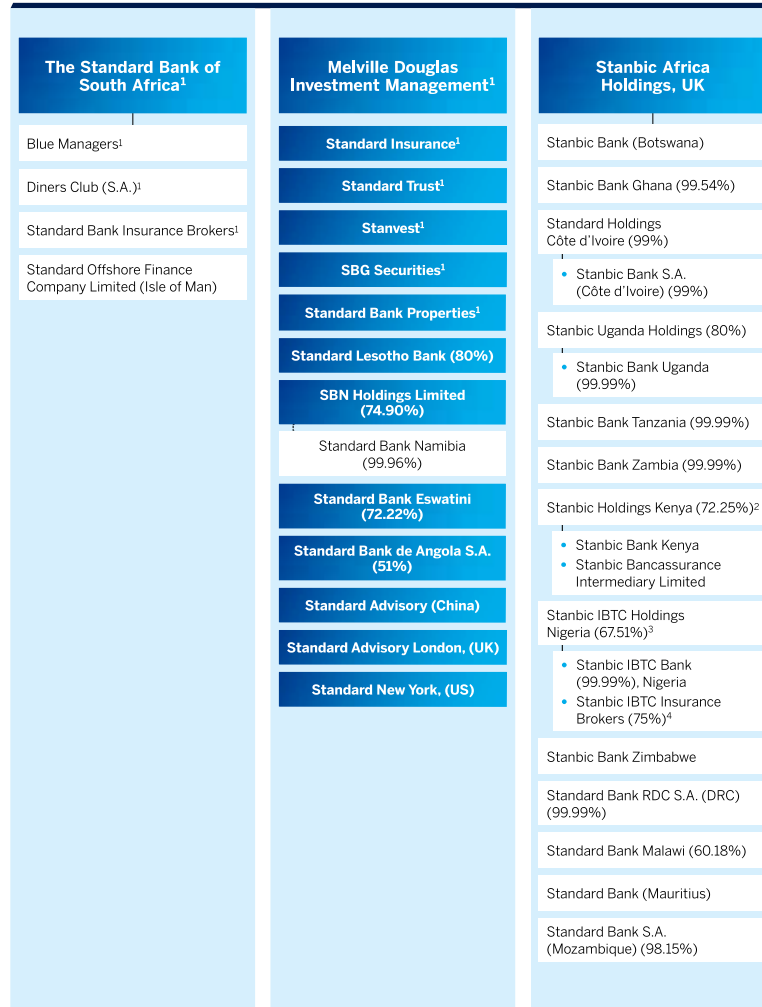 The Standard Bank of
South Africa¹
Blue Managers¹
Diners Club (S.A.)¹
Standard Bank Insurance Brokers¹
Standard Offshore Finance
Company Limited (Isle of Man)
Melville Douglas
Investment Management¹
Standard Insurance¹
Standard Trust¹
Stanvest¹
SBG Securities¹
Standard Bank Properties¹
Standard Lesotho Bank (80%)
SBN Holdings Limited
(74.90%)
Standard Bank Namibia
(99.96%)
Standard Bank Eswatini
(72.22%)
Standard Bank de Angola S.A.
(51%)
Standard Advisory (China)
Standard Advisory London, (UK)
Standard New York, (US)
Stanbic Africa
Holdings, UK
Stanbic Bank (Botswana)
Stanbic Bank Ghana (99.54%)
Standard Holdings
Côte d'Ivoire (99%)
• Stanbic Bank S.A.
(Côte d'Ivoire) (99%)
Stanbic Uganda Holdings (80%)
• Stanbic Bank Uganda
(99.99%)
Stanbic Bank Tanzania (99.99%)
Stanbic Bank Zambia (99.99%)
Stanbic Holdings Kenya (72.25%)²
• Stanbic Bank Kenya
• Stanbic Bancassurance
Intermediary Limited
Stanbic IBTC Holdings
Nigeria (67.51%)³
• Stanbic IBTC Bank
(99.99%), Nigeria
• Stanbic IBTC Insurance
Brokers (75%)⁴
Stanbic Bank Zimbabwe
Standard Bank RDC S.A. (DRC)
(99.99%)
Standard Bank Malawi (60.18%)
Standard Bank (Mauritius)
Standard Bank S.A.
(Mozambique) (98.15%)